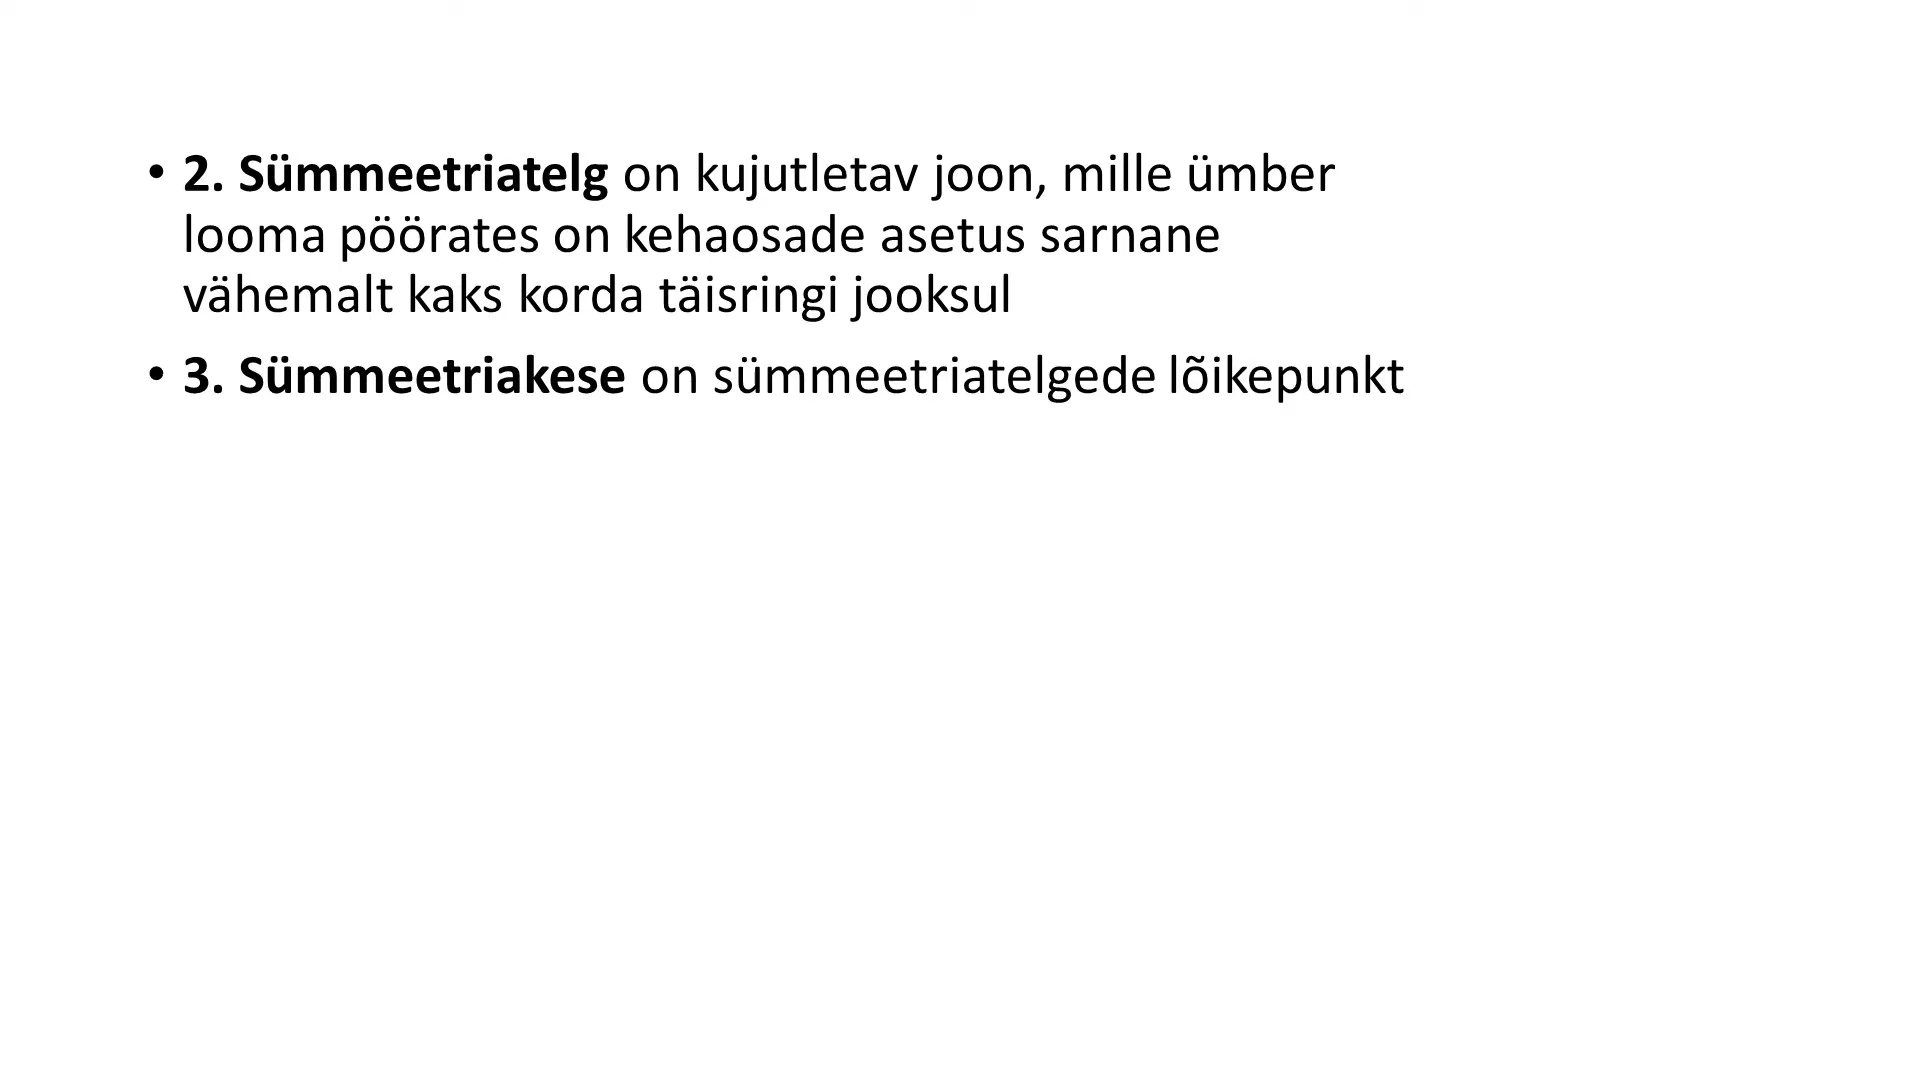 • 2. Sümmeetriatelg on kujutletav joon, mille ümber
looma pöörates on kehaosade asetus sarnane
vähemalt kaks korda täisringi jooksul
• 3. Sümmeetriakese on sümmeetriatelgede lõikepunkt